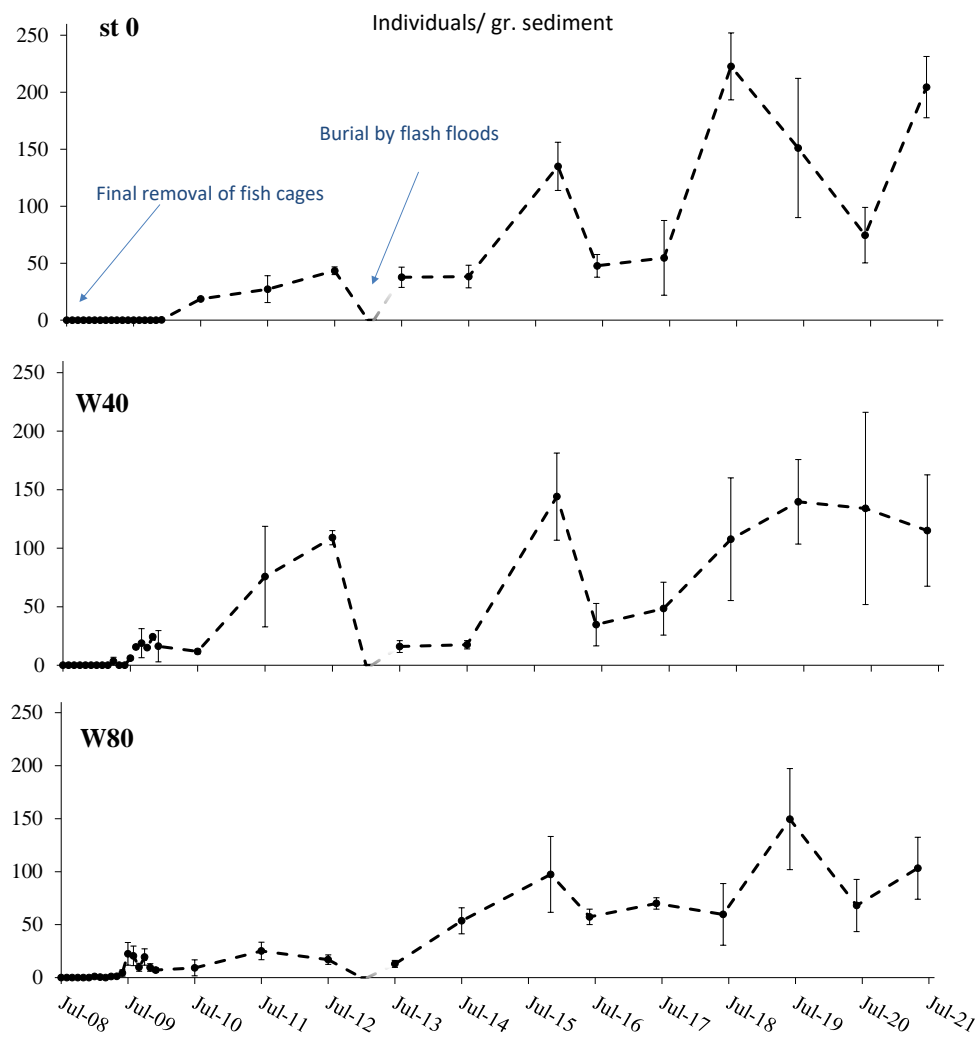 st 0
Individuals/ gr. sediment
250
200
150
100
50
0
Burial by flash floods
Final removal of fish cages
W40
250
200
150
100
50
0
W80
250
200
150
100
50
0
Jul-08 Jul-09 Jul-10 Jul-11 Jul-12 Jul-13 Jul-14 Jul-15 Jul-16 Jul-17 Jul-18 Jul-19 Jul-20 Jul-21